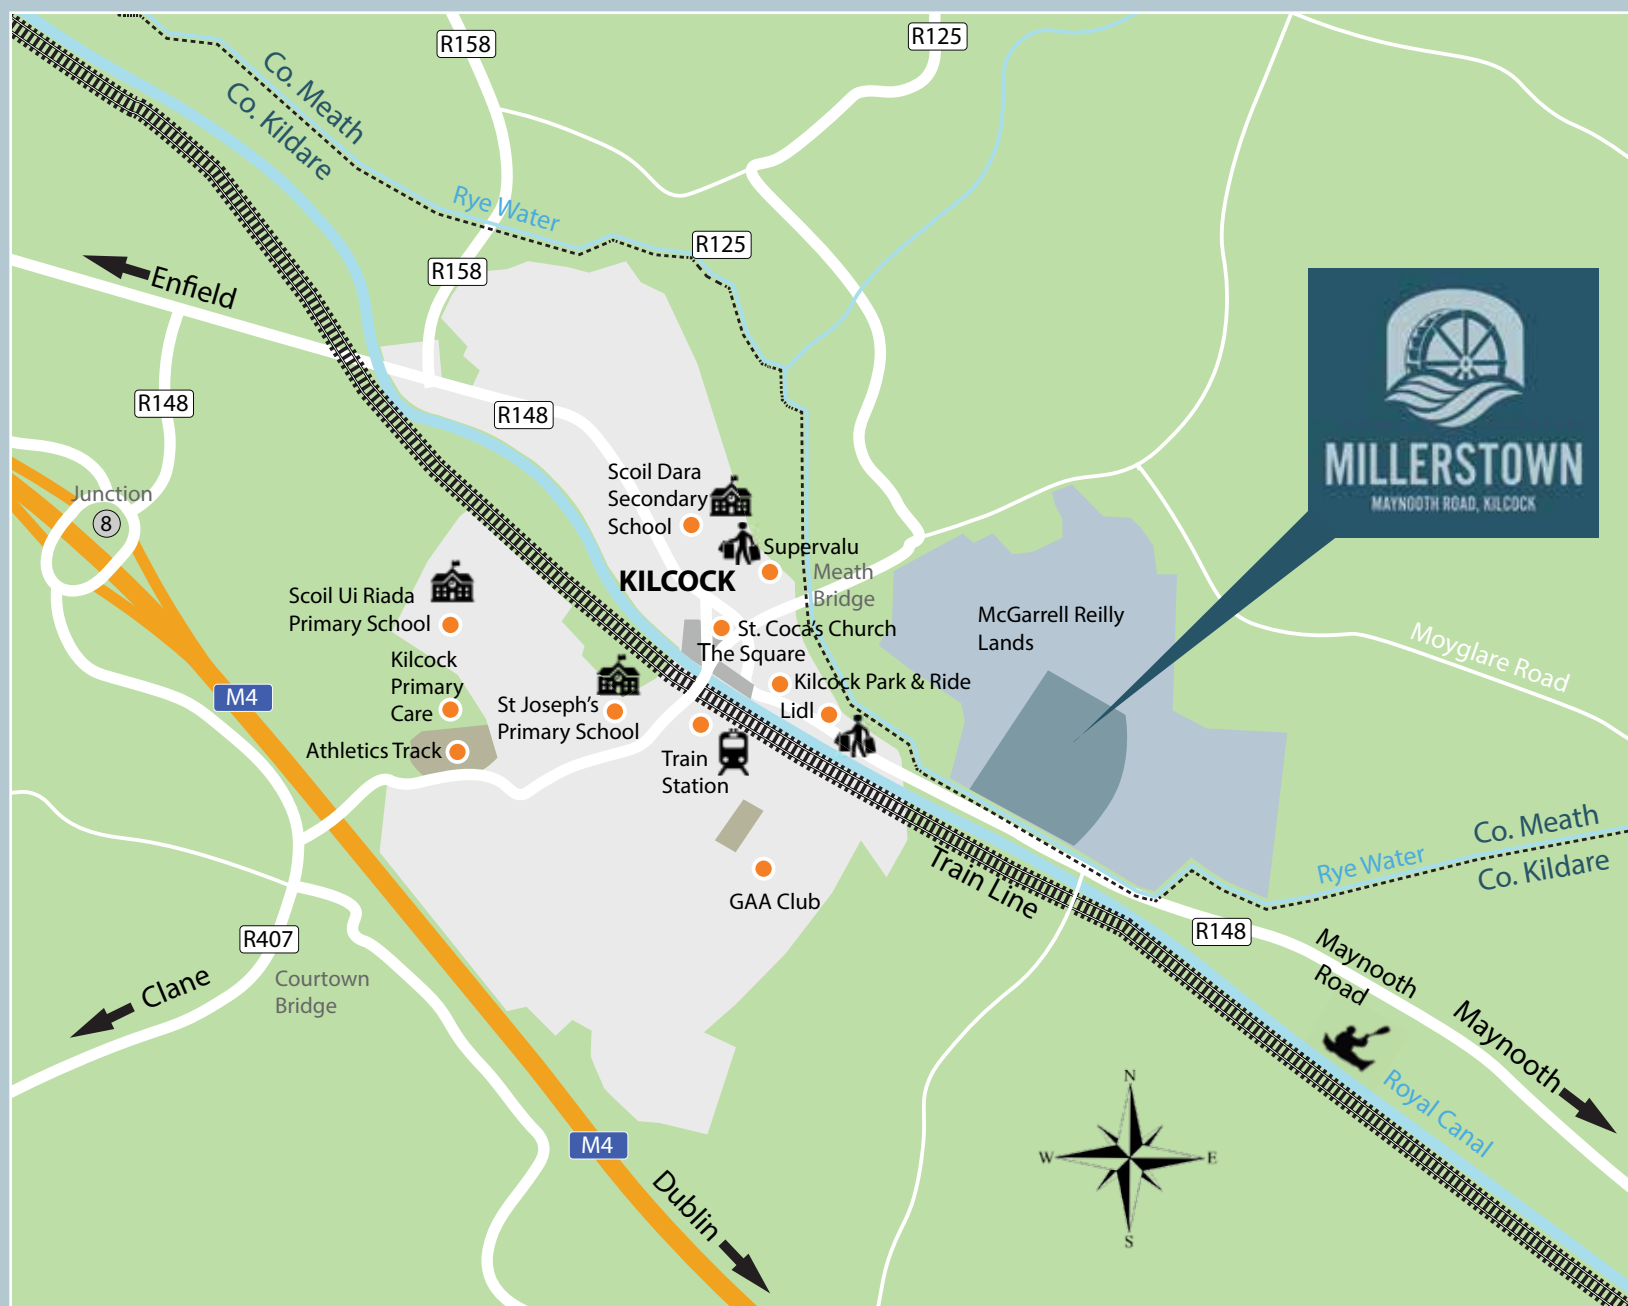 R158
R125
Co. Meath
Co. Kildare
Rye Water
R125
R158
Enfield
R148
R148
MILLERSTOWN
MAYNOOTH ROAD, KILCOCK
Junction
8
Scoil Dara
Secondary
School
Supervalu
KILCOCK
Meath
Bridge
Scoil Ui Riada
Primary School
McGarrell Reilly
Lands
St. Coca's Church
The Square
Moyglare Road
Kilcock
Primary
Care
Kilcock Park & Ride
Lidl
M4
St Joseph's
Primary School
Athletics Track
Train
Station
Co. Meath
Rye Water
Co. Kildare
Train Line
GAA Club
R407
R148
Maynooth
Road
Clane
Courtown
Bridge
Maynooth
Royal Canal
N
W
E
S
M4
Dublin